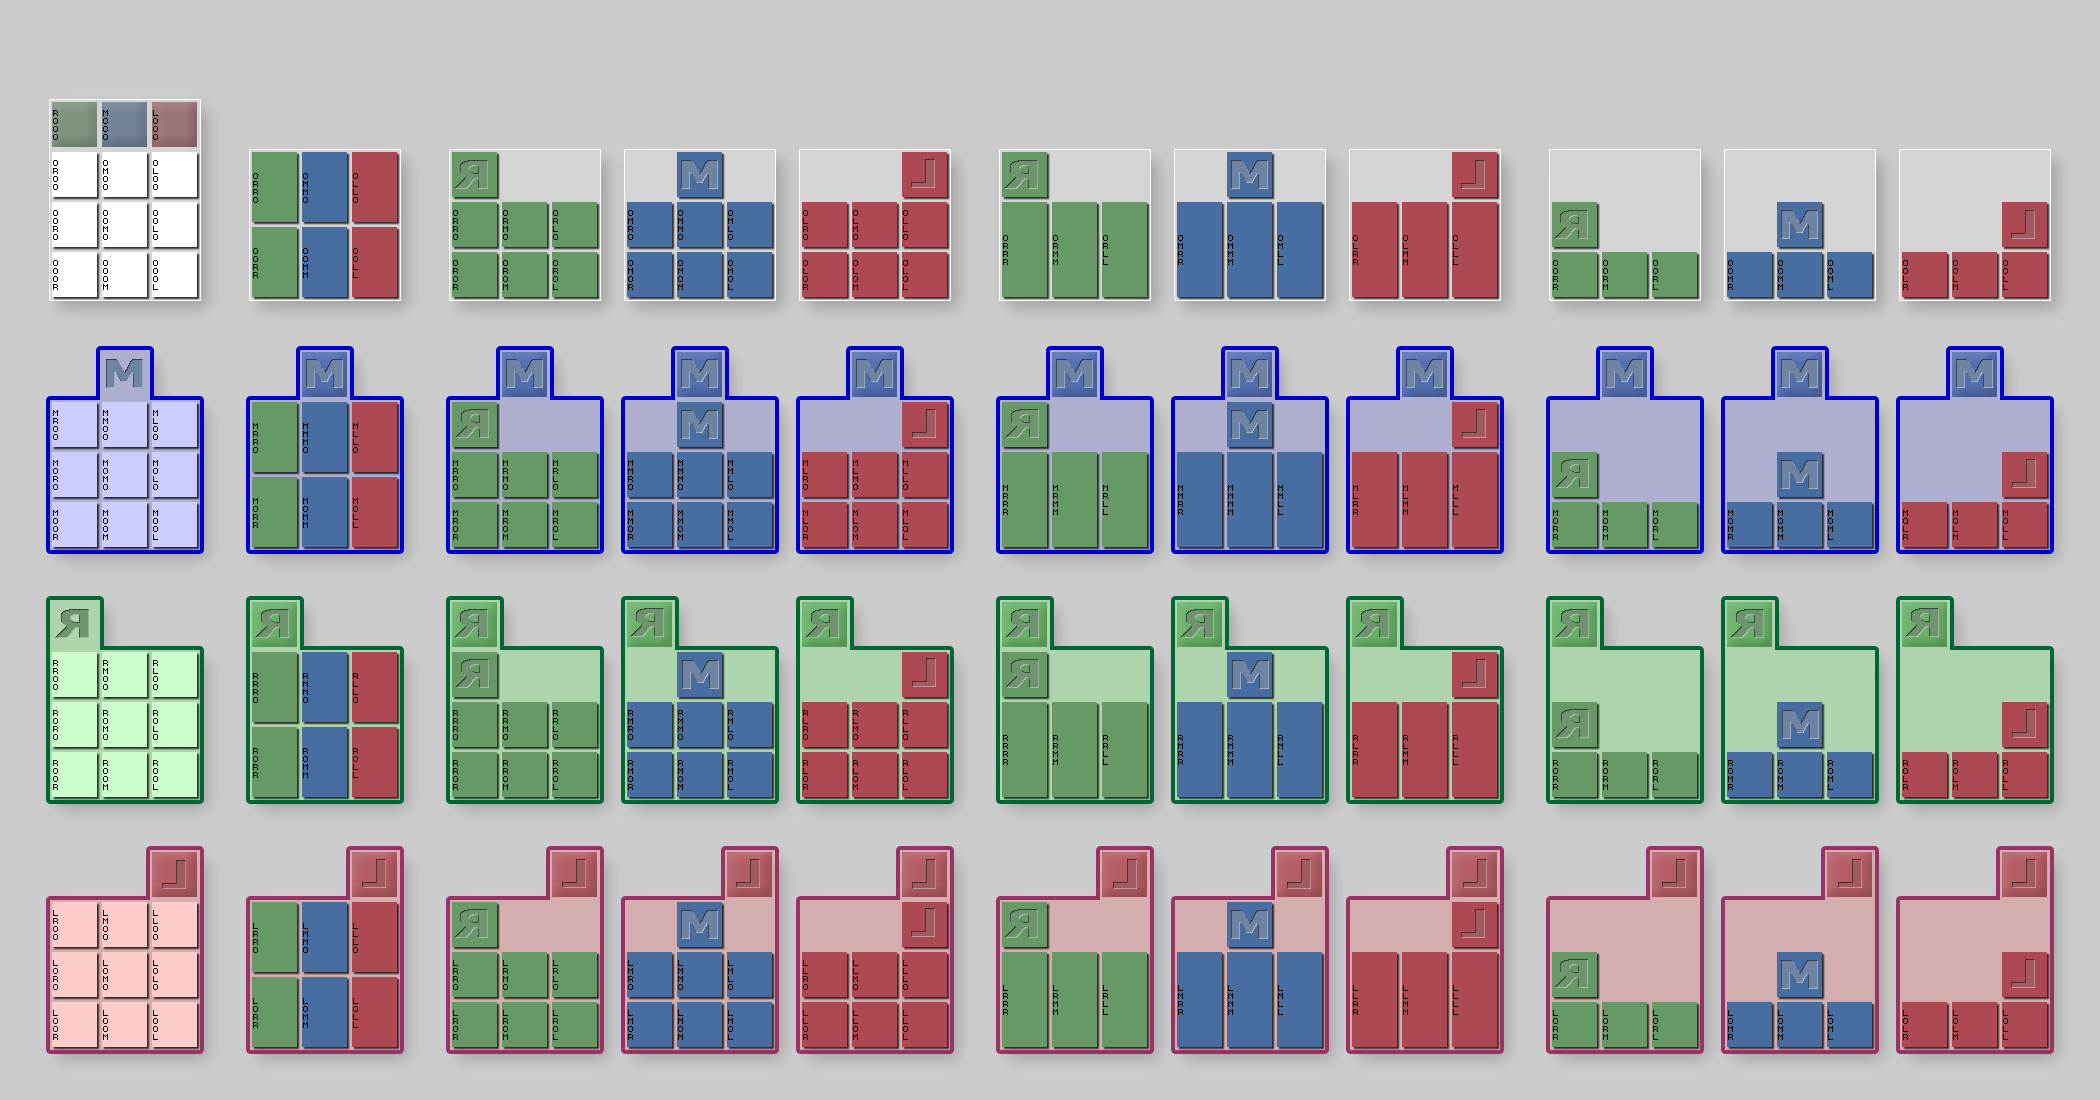 ROOO MOOO LOOO
OROO OMOO OLOO
OORO OOMO OOLO
OOOR OOOM OOOL
ORRO OMMO OLLO
OORR OOMM OOLL
Я
ORRO ORMO ORLO
OROR OROM OROL
M
OMRO OMMO OMLO
OMOR OMOM OMOL
⅃
OLRO OLMO OLLO
OLOR OLOM OLOL
Я
ORRR ORMM ORLL
M
OMRR OMMM OMLL
⅃
OLRR OLMM OLLL
Я
OORR OORM OORL
M
OOMR OOMM OOML
⅃
OOLR OOLM OOLL
M
MROO MMOO MLOO
MORO MOMO MOLO
MOOR MOOM MOOL
M
MRRO MMMO MLLO
MORR MOMM MOLL
M
Я
MRRO MRMO MRLO
MROR MROM MROL
M
M
MMRO MMMO MMLO
MMOR MMOM MMOL
M
⅃
MLRO MLMO MLLO
MLOR MLOM MLOL
M
Я
MRRR MRMM MRLL
M
M
MMRR MMMM MMLL
M
⅃
MLRR MLMM MLLL
M
Я
MORR MORM MORL
M
M
MOMR MOMM MOML
M
⅃
MOLR MOLM MOLL
Я
RROO RMOO RLOO
RORO ROMO ROLO
ROOR ROOM ROOL
Я
RRRO RMMO RLLO
RORR ROMM ROLL
Я
Я
RRRO RRMO RRLO
RROR RROM RROL
Я
M
RMRO RMMO RMLO
RMOR RMOM RMOL
Я
⅃
RLRO RLMO RLLO
RLOR RLOM RLOL
Я
Я
RRRR RRMM RRLL
Я
M
RMRR RMMM RMLL
Я
⅃
RLRR RLMM RLLL
Я
Я
RORR RORM RORL
Я
M
ROMR ROMM ROML
Я
⅃
ROLR ROLM ROLL
⅃
LROO LMOO LLOO
LORO LOMO LOLO
LOOR LOOM LOOL
⅃
LRRO LMMO LLLO
LORR LOMM LOLL
⅃
Я
LRRO LRMO LRLO
LROR LROM LROL
⅃
M
LMRO LMMO LMLO
LMOR LMOM LMOL
⅃
⅃
LLRO LLMO LLLO
LLOR LLOM LLOL
⅃
Я
LRRR LRMM LRLL
⅃
M
LMRR LMMM LMLL
⅃
⅃
LLRR LLMM LLLL
⅃
Я
LORR LORM LORL
⅃
M
LOMR LOMM LOML
⅃
⅃
LOLR LOLM LOLL